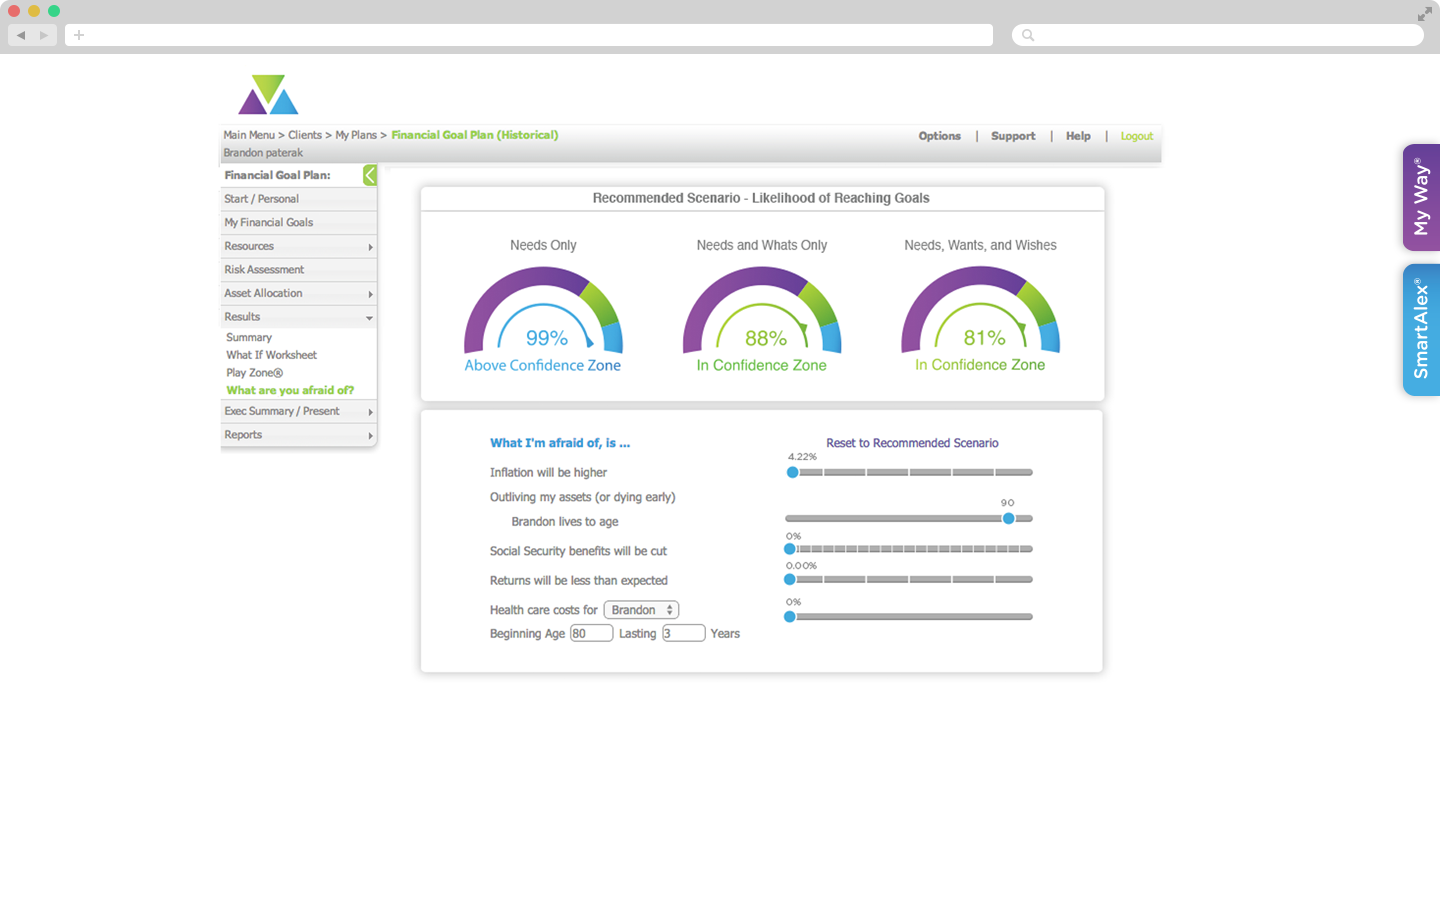 Main Menu > Clients > My Plans > Financial Goal Plan (Historical)
Options | Support | Help | Logout
Brandon paterak
Financial Goal Plan:
Start / Personal
My Financial Goals
Resources
Risk Assessment
Asset Allocation
Results
Summary
What If Worksheet
Play Zone®
What are you afraid of?
Exec Summary / Present
Reports
Recommended Scenario - Likelihood of Reaching Goals
Needs Only
99%
Above Confidence Zone
Needs and Whats Only
88%
In Confidence Zone
Needs, Wants, and Wishes
81%
In Confidence Zone
What I'm afraid of, is ...
Reset to Recommended Scenario
Inflation will be higher
4.22%
Outliving my assets (or dying early)
Brandon lives to age
90
Social Security benefits will be cut
0%
Returns will be less than expected
0.00%
Health care costs for Brandon
0%
Beginning Age 80 Lasting 3 Years
My Way®
SmartAlex®